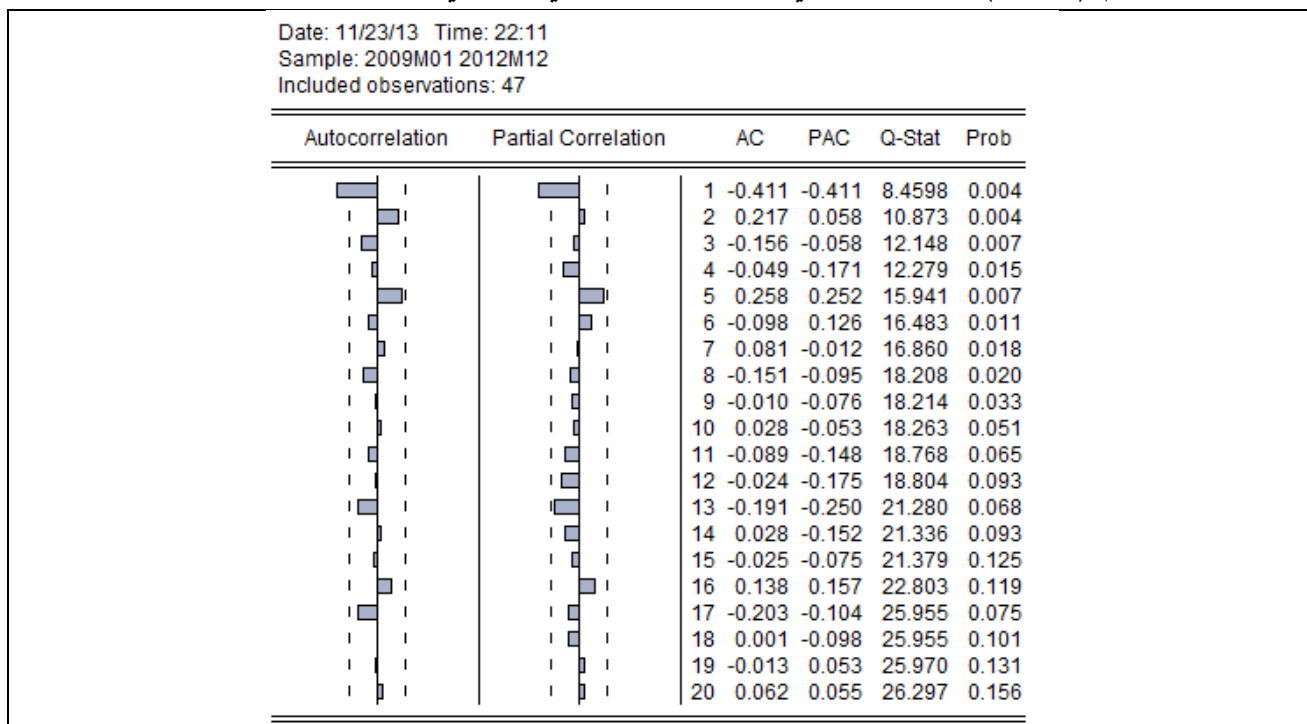 Date: 11/23/13 Time: 22:11
Sample: 2009M01 2012M12
Included observations: 47
Autocorrelation Partial Correlation AC PAC Q-Stat Prob
1 -0.411 -0.411 8.4598 0.004
2 0.217 0.058 10.873 0.004
3 -0.156 -0.058 12.148 0.007
4 -0.049 -0.171 12.279 0.015
5 0.258 0.252 15.941 0.007
6 -0.098 0.126 16.483 0.011
7 0.081 -0.012 16.860 0.018
8 -0.151 -0.095 18.208 0.020
9 -0.010 -0.076 18.214 0.033
10 0.028 -0.053 18.263 0.051
11 -0.089 -0.148 18.768 0.065
12 -0.024 -0.175 18.804 0.093
13 -0.191 -0.250 21.280 0.068
14 0.028 -0.152 21.336 0.093
15 -0.025 -0.075 21.379 0.125
16 0.138 0.157 22.803 0.119
17 -0.203 -0.104 25.955 0.075
18 0.001 -0.098 25.955 0.101
19 -0.013 0.053 25.970 0.131
20 0.062 0.055 26.297 0.156